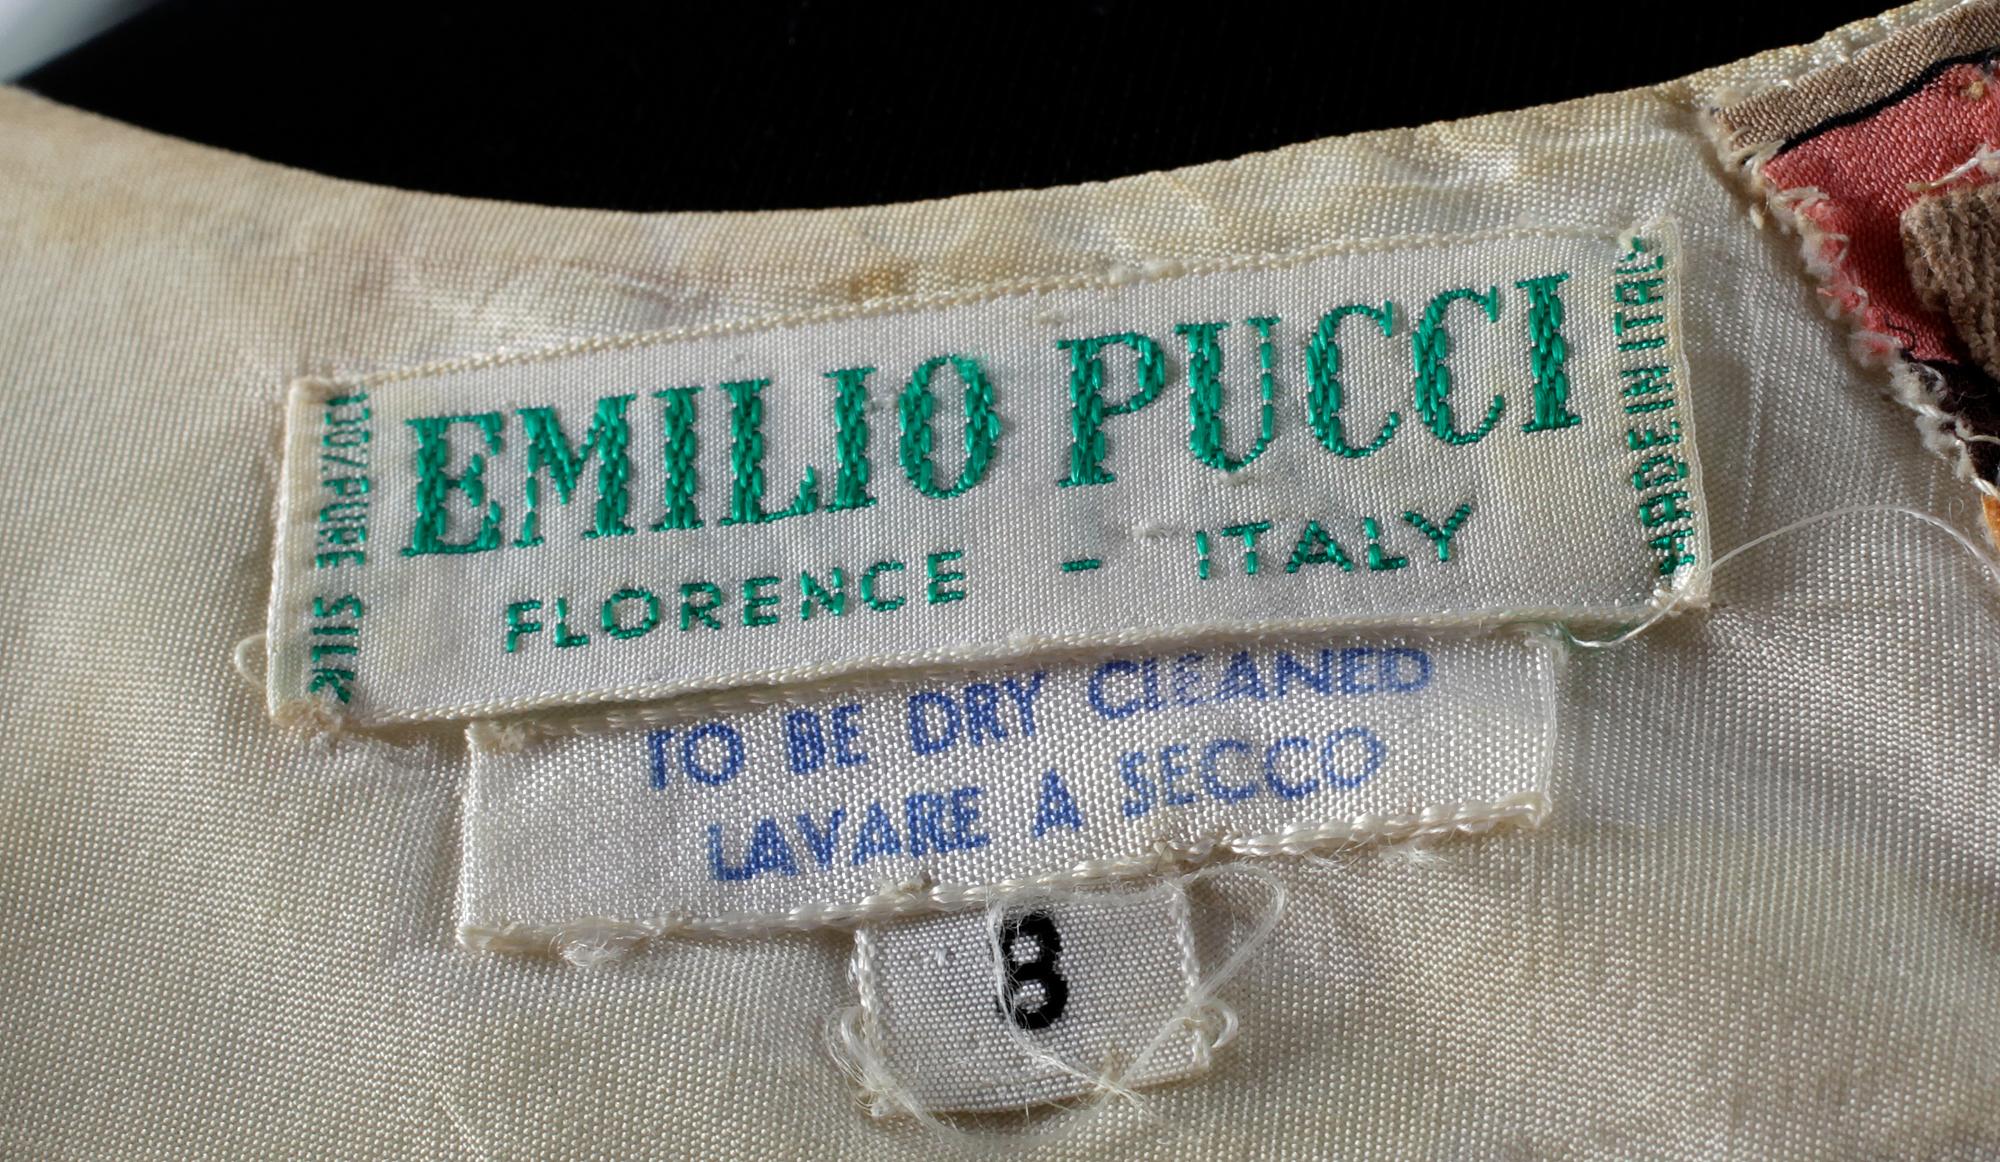 EMILIO PUCCI
FLORENCE - ITALY
100% PURE SILK
MADE IN ITALY
TO BE DRY CLEANED
LAVARE A SECCO
8